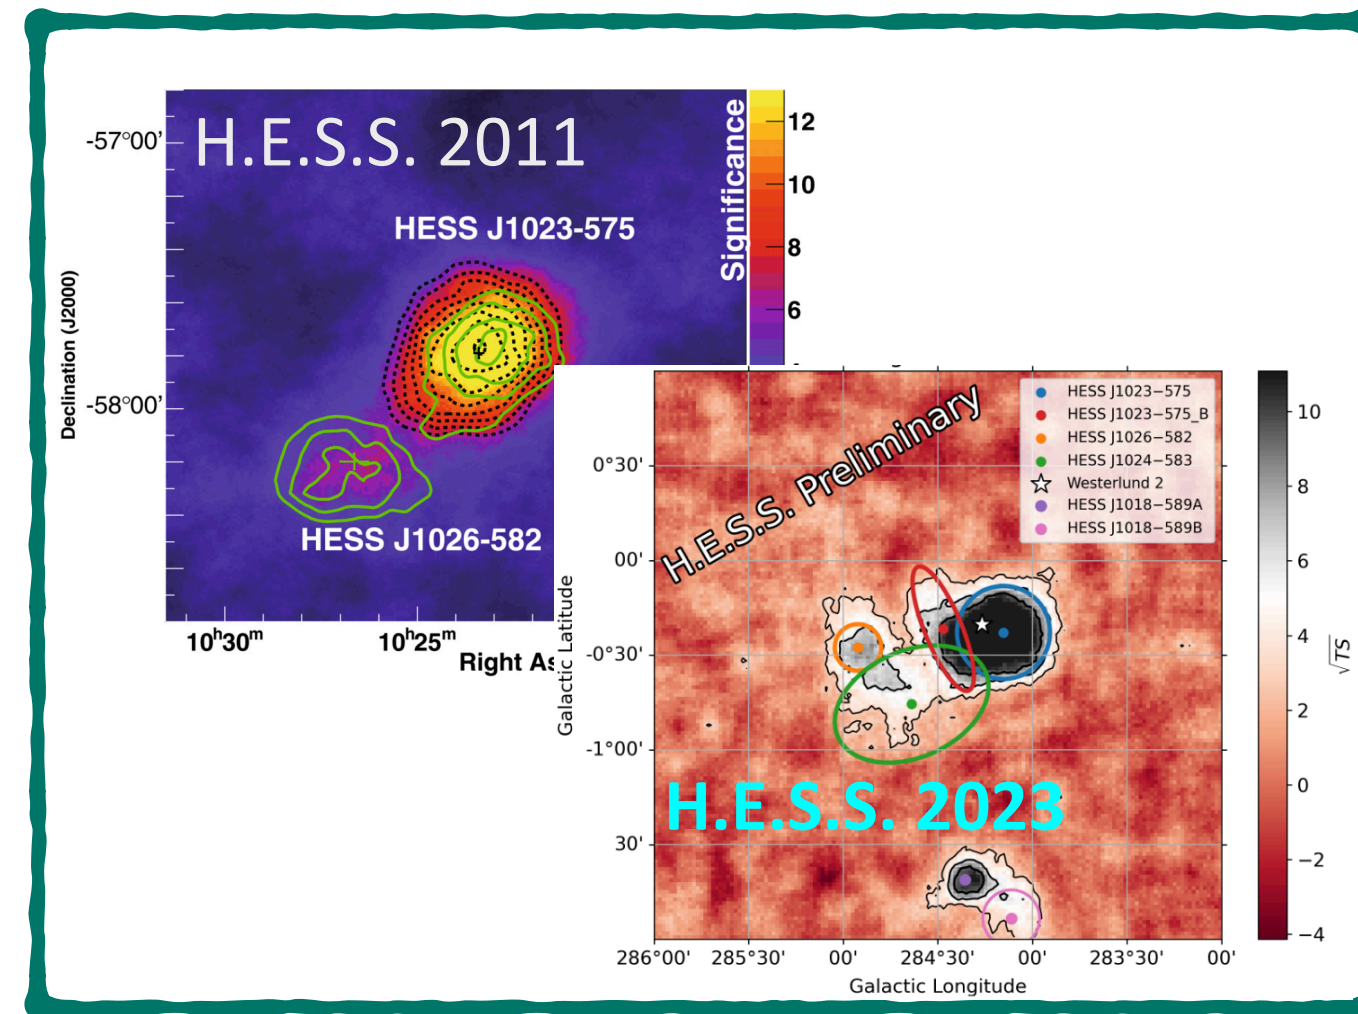 H.E.S.S. 2011
Significance
12
10
8
6
HESS J1023-575
HESS J1026-582
-57°00'
-58°00'
Declination (J2000)
10ʰ30ᵐ
10ʰ25ᵐ
Right As
H.E.S.S. Preliminary
HESS J1023−575
HESS J1023−575_B
HESS J1026−582
HESS J1024−583
Westerlund 2
HESS J1018−589A
HESS J1018−589B
H.E.S.S. 2023
0°30'
00'
-0°30'
-1°00'
30'
Galactic Latitude
286°00'
285°30'
00'
284°30'
00'
283°30'
00'
Galactic Longitude
10
8
6
4
2
0
−2
−4
√TS